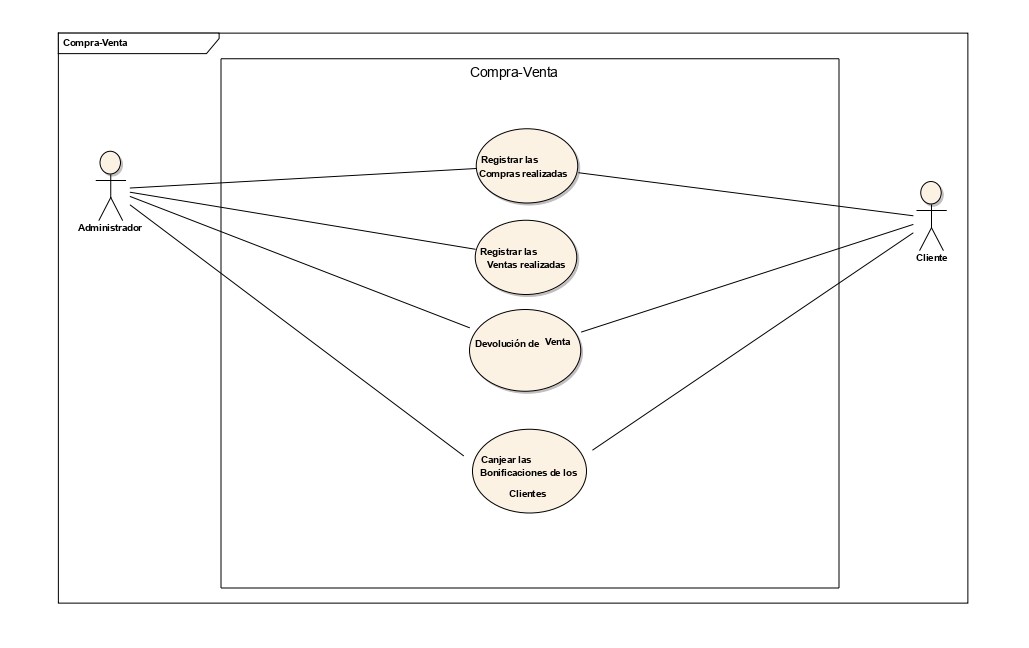 Compra-Venta
Compra-Venta
Registrar las
Compras realizadas
Administrador
Registrar las
Ventas realizadas
Cliente
Devolución de Venta
Canjear las
Bonificaciones de los
Clientes